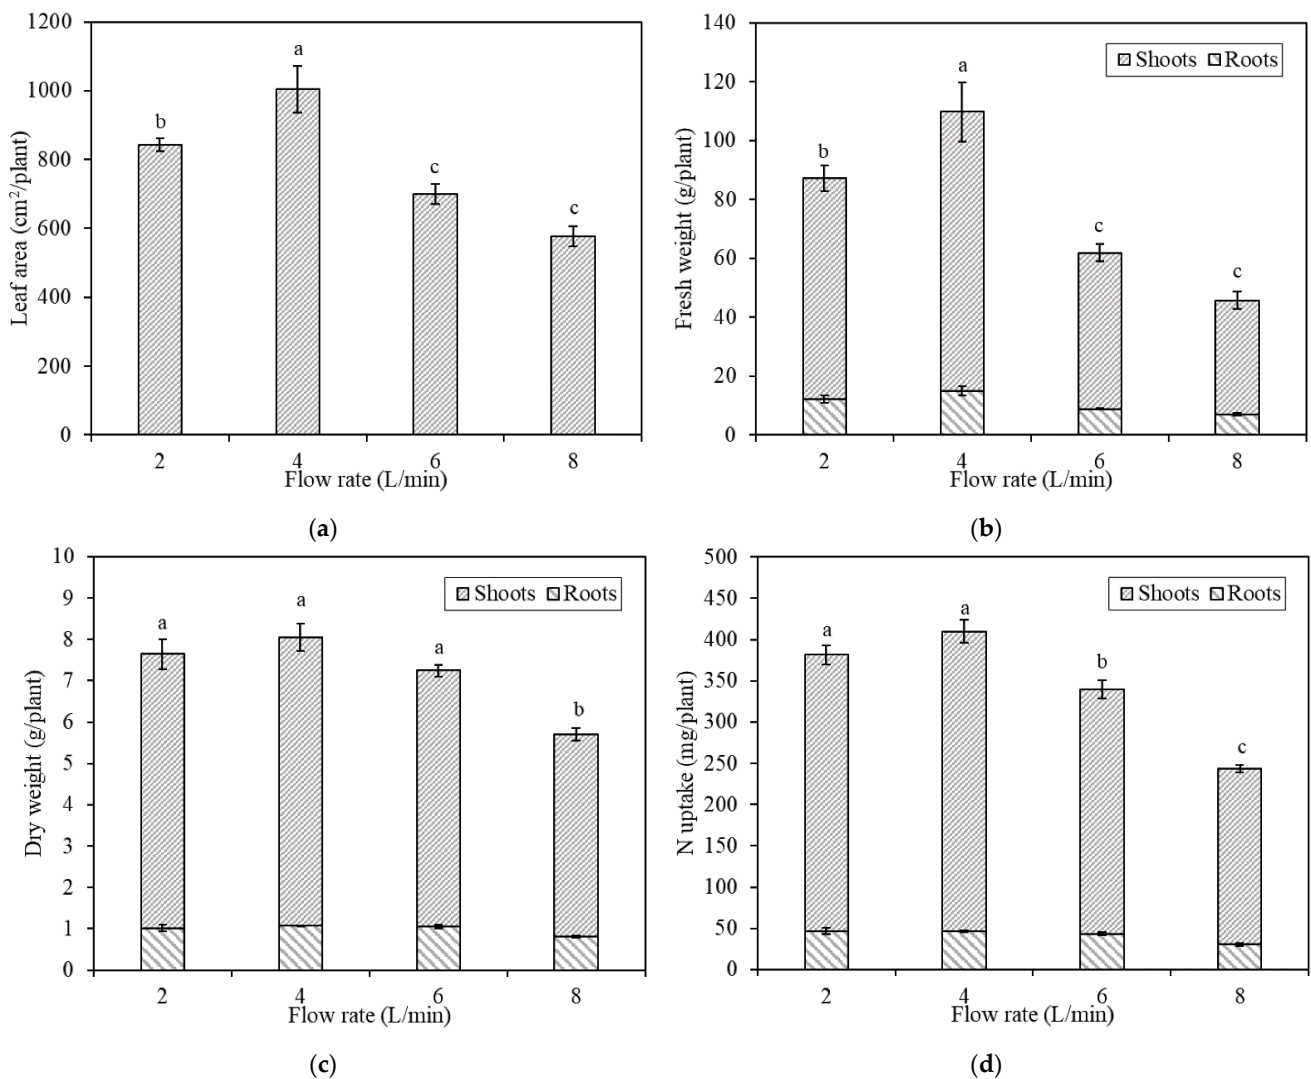 1200
1000
800
600
400
200
0
Leaf area (cm²/plant)
b
a
c
c
2 4 6 8
Flow rate (L/min)
(a)
140
120
100
80
60
40
20
0
Fresh weight (g/plant)
Shoots Roots
b
a
c
c
2 4 6 8
Flow rate (L/min)
(b)
10
9
8
7
6
5
4
3
2
1
0
Dry weight (g/plant)
Shoots Roots
a
a
a
b
2 4 6 8
Flow rate (L/min)
(c)
500
450
400
350
300
250
200
150
100
50
0
N uptake (mg/plant)
Shoots Roots
a
a
b
c
2 4 6 8
Flow rate (L/min)
(d)